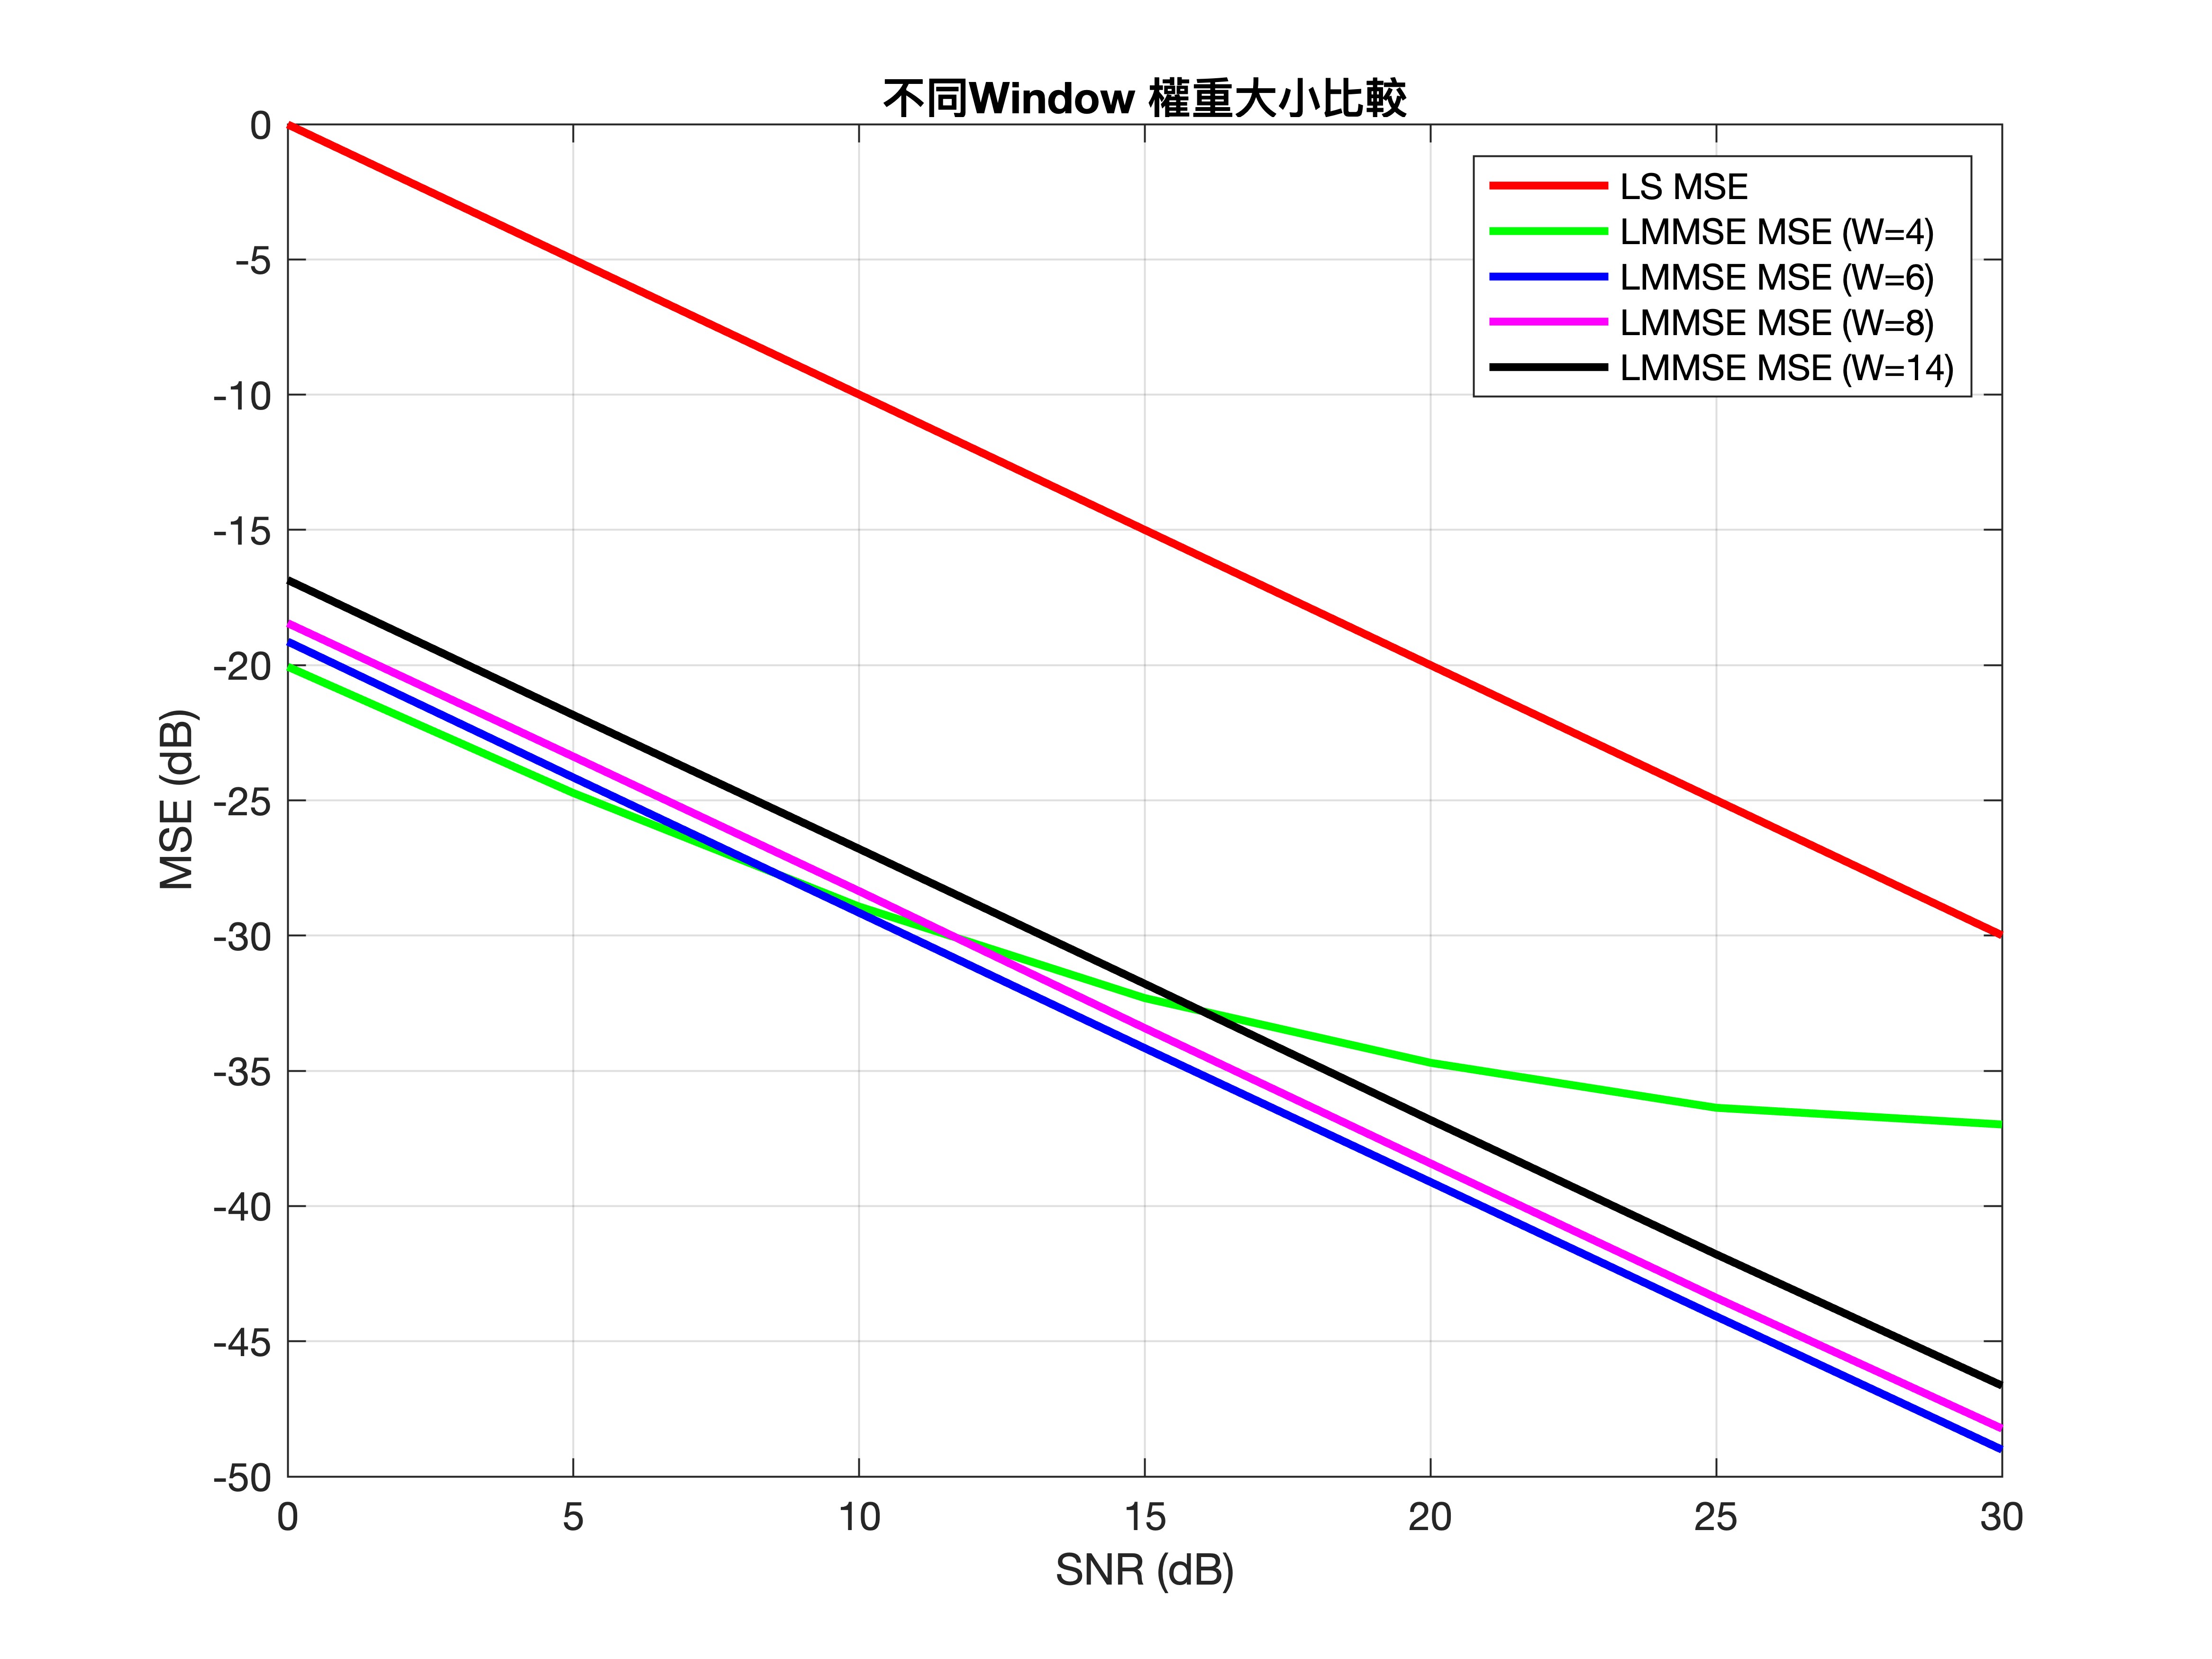 不同Window 權重大小比較
0
-5
-10
-15
-20
-25
-30
-35
-40
-45
-50
MSE (dB)
LS MSE
LMMSE MSE (W=4)
LMMSE MSE (W=6)
LMMSE MSE (W=8)
LMMSE MSE (W=14)
0 5 10 15 20 25 30
SNR (dB)